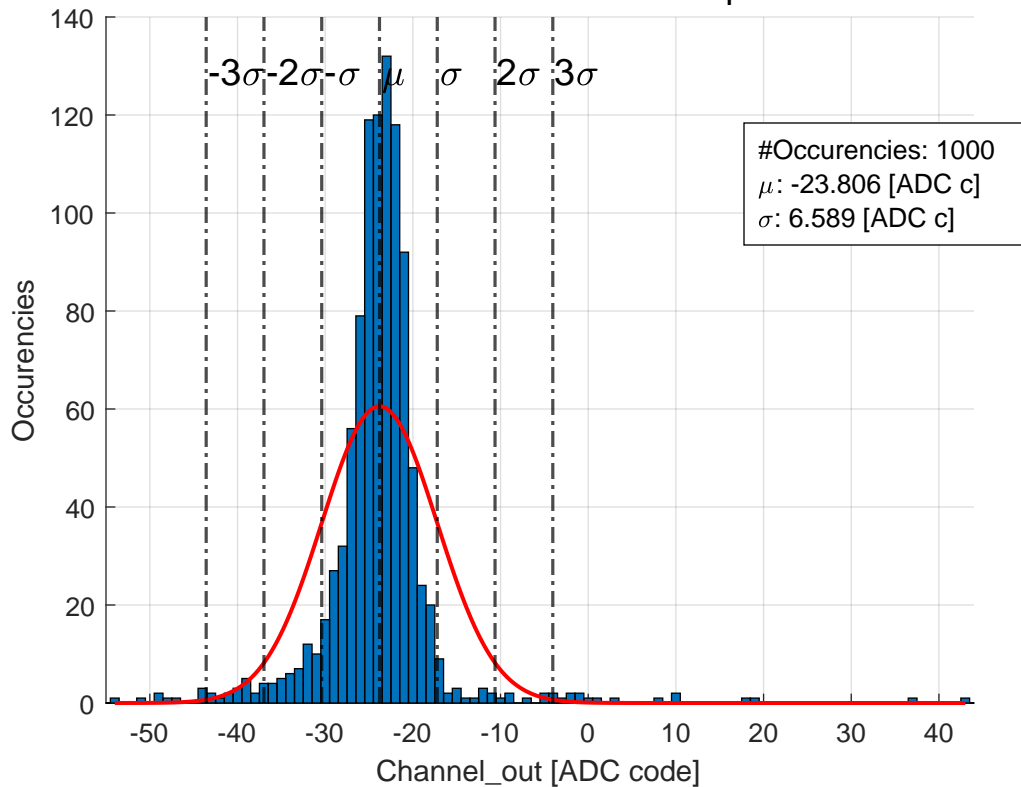 140
120
100
80
60
40
20
0
Occurencies
-3σ -2σ -σ μ σ 2σ 3σ
#Occurencies: 1000
μ: -23.806 [ADC c]
σ: 6.589 [ADC c]
-50 -40 -30 -20 -10 0 10 20 30 40
Channel_out [ADC code]